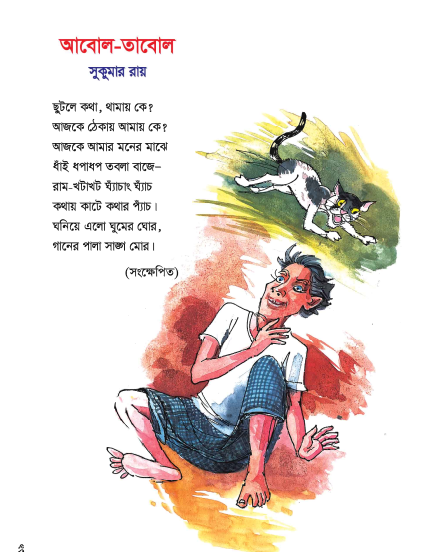 আবোল-তাবোল
সুকুমার রায়
ছুটলে কথা, থামায় কে?
আজকে ঠেকায় আমায় কে?
আজকে আমার মনের মাঝে
ধাঁই ধপাধপ তবলা বাজে–
রাম-খটাখট ঘ্যাচাং ঘ্যাঁচ
কথায় কাটে কথার প্যাঁচ।
ঘনিয়ে এলো ঘুমের ঘোর,
গানের পালা সাঙ্গ মোর।
(সংক্ষেপিত)